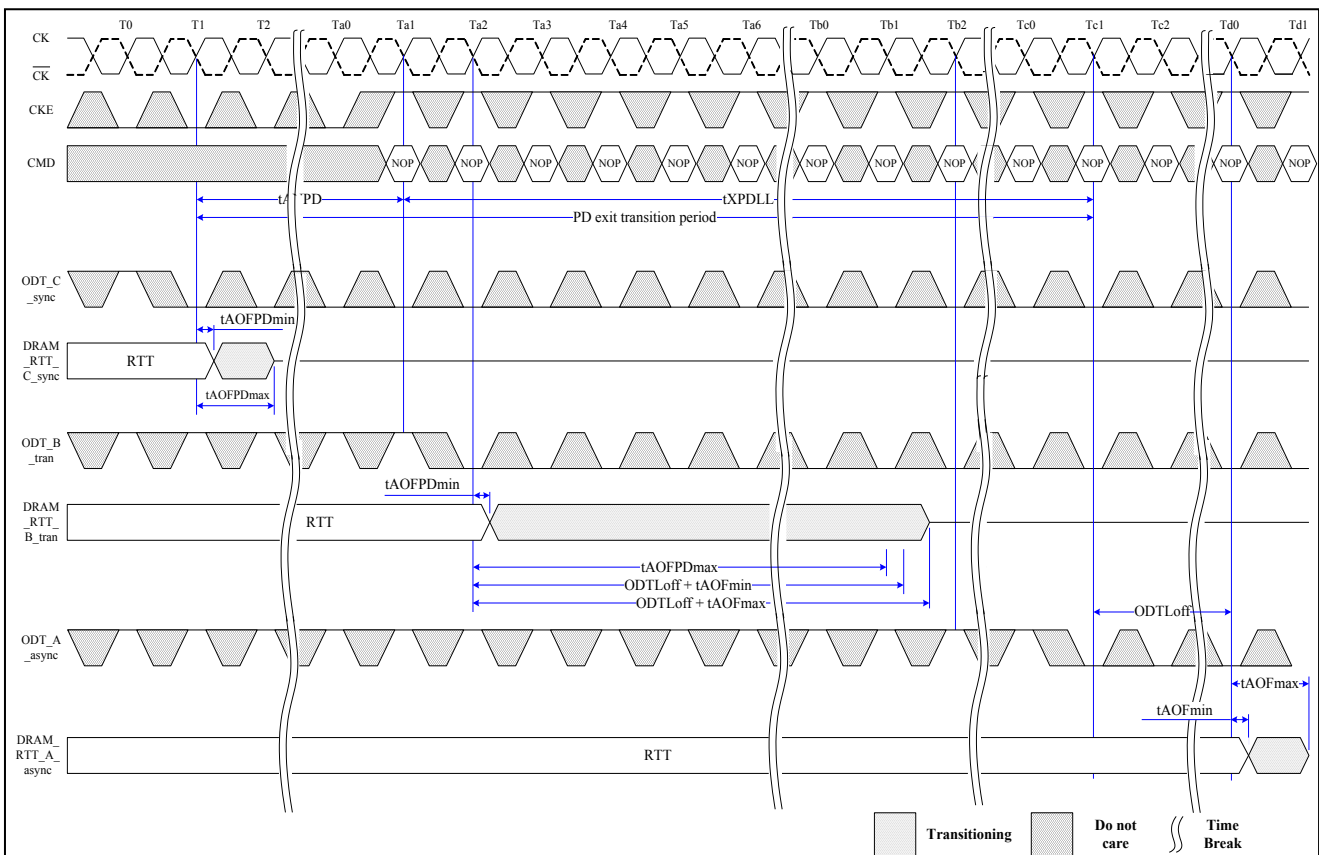 T0 T1 T2 Ta0 Ta1 Ta2 Ta3 Ta4 Ta5 Ta6 Tb0 Tb1 Tb2 Tc0 Tc1 Tc2 Td0 Td1
CK
CK
CKE
CMD
NOP NOP NOP NOP NOP NOP NOP NOP NOP NOP NOP NOP NOP NOP
tXPDLL
PD exit transition period
ODT_C
_sync
tAOFPDmin
DRAM
_RTT_
C_sync
RTT
tAOFPDmax
ODT_B
_tran
tAOFPDmin
DRAM
_RTT_
B_tran
RTT
tAOFPDmax
ODTLoff + tAOFmin
ODTLoff + tAOFmax
ODTLoff
ODT_A
_async
tAOFmax
tAOFmin
DRAM_
RTT_A_
async
RTT
Transitioning
Do not
care
Time
Break